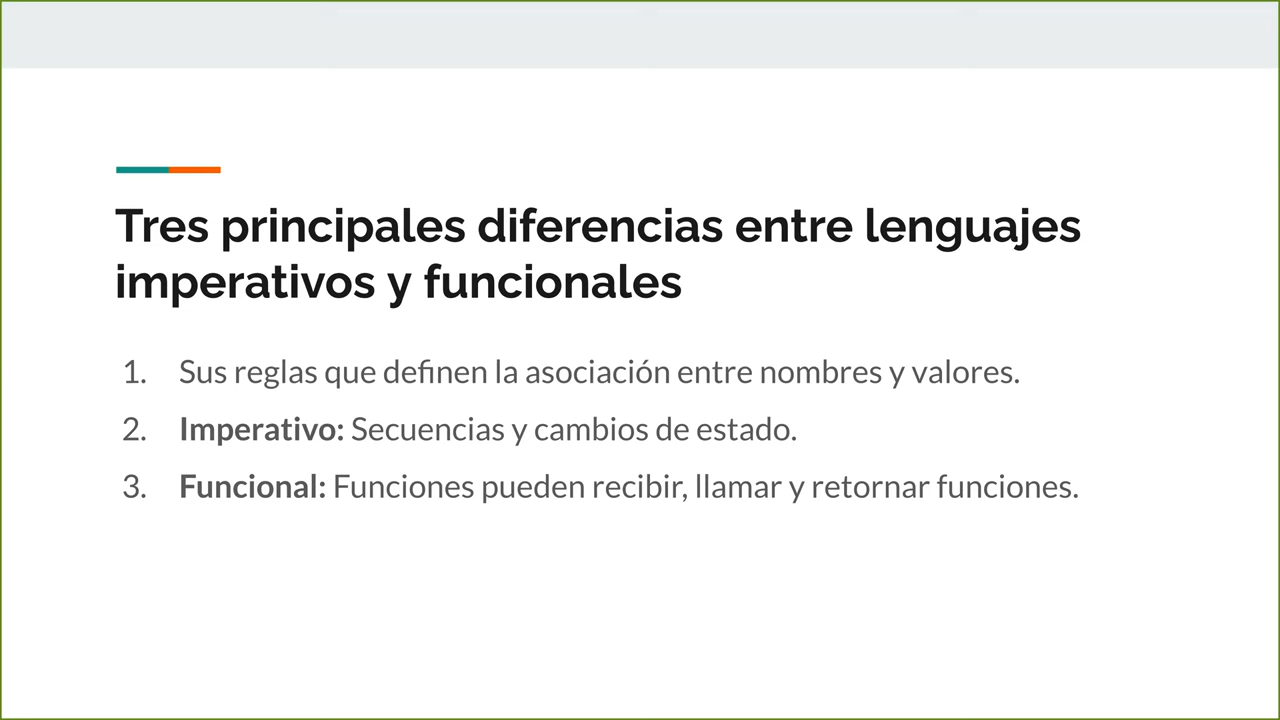 Tres principales diferencias entre lenguajes
imperativos y funcionales
1. Sus reglas que definen la asociación entre nombres y valores.
2. Imperativo: Secuencias y cambios de estado.
3. Funcional: Funciones pueden recibir, llamar y retornar funciones.